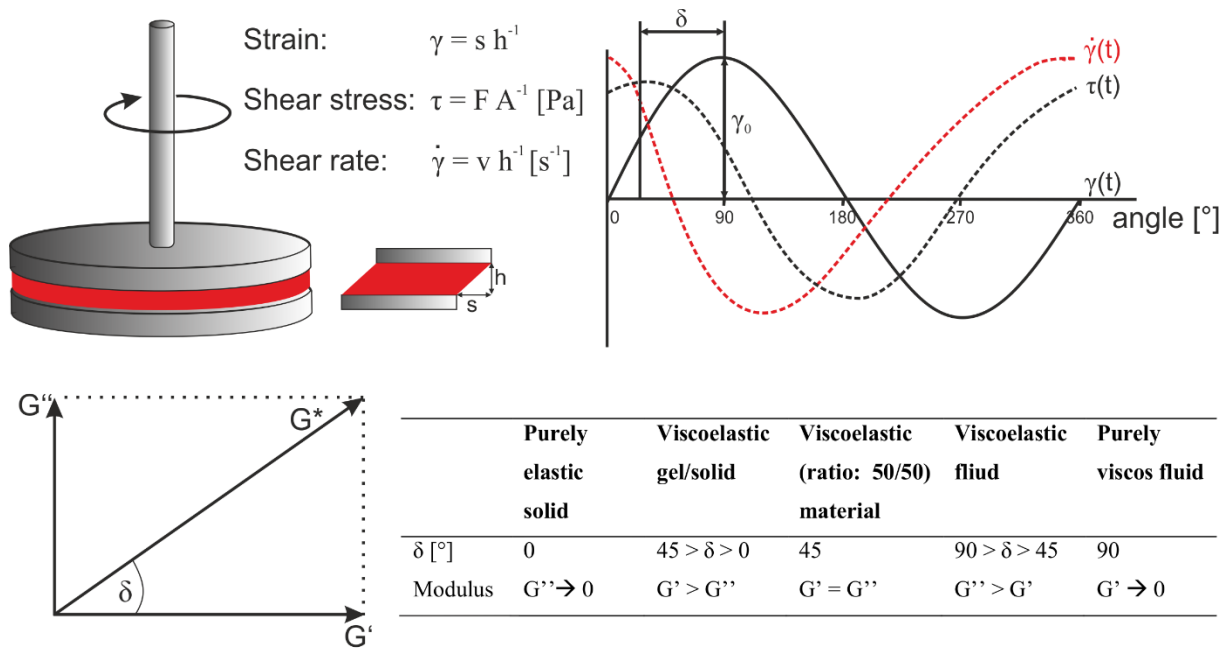 Strain: γ = s h⁻¹
Shear stress: τ = F A⁻¹ [Pa]
Shear rate: γ̇ = v h⁻¹ [s⁻¹]
h
s
δ
γ̇(t)
τ(t)
γ₀
γ(t)
0 90 180 270 360 angle [°]
G“
G*
δ
G‘
Purely elastic solid
Viscoelastic gel/solid
Viscoelastic (ratio: 50/50) material
Viscoelastic fliud
Purely viscos fluid
δ [°] 0 45 > δ > 0 45 90 > δ > 45 90
Modulus G’’→ 0 G’ > G’’ G’ = G’’ G’’ > G’ G’ → 0